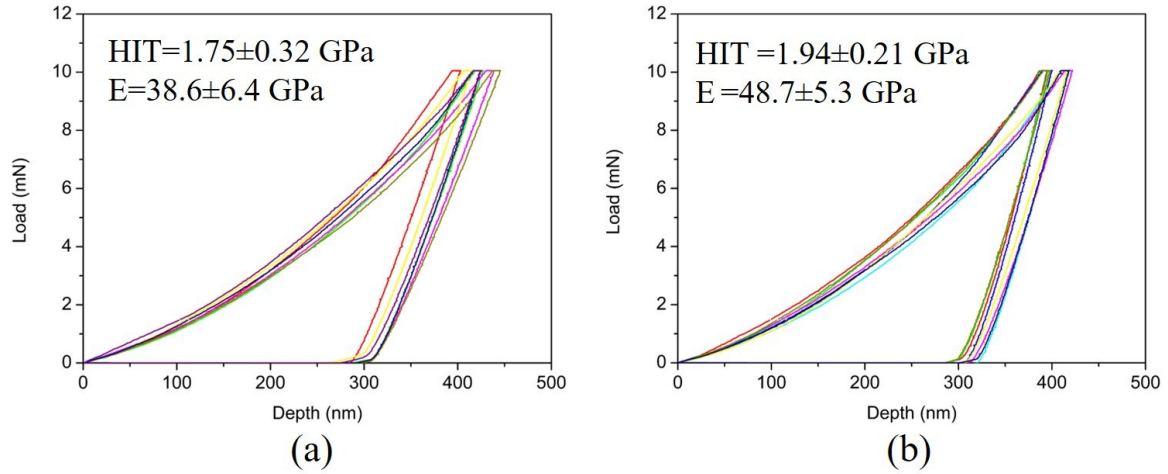 12
10
8
6
4
2
0
Load (mN)
HIT=1.75±0.32 GPa
E=38.6±6.4 GPa
0 100 200 300 400 500
Depth (nm)
(a)
12
10
8
6
4
2
0
Load (mN)
HIT =1.94±0.21 GPa
E =48.7±5.3 GPa
0 100 200 300 400 500
Depth (nm)
(b)